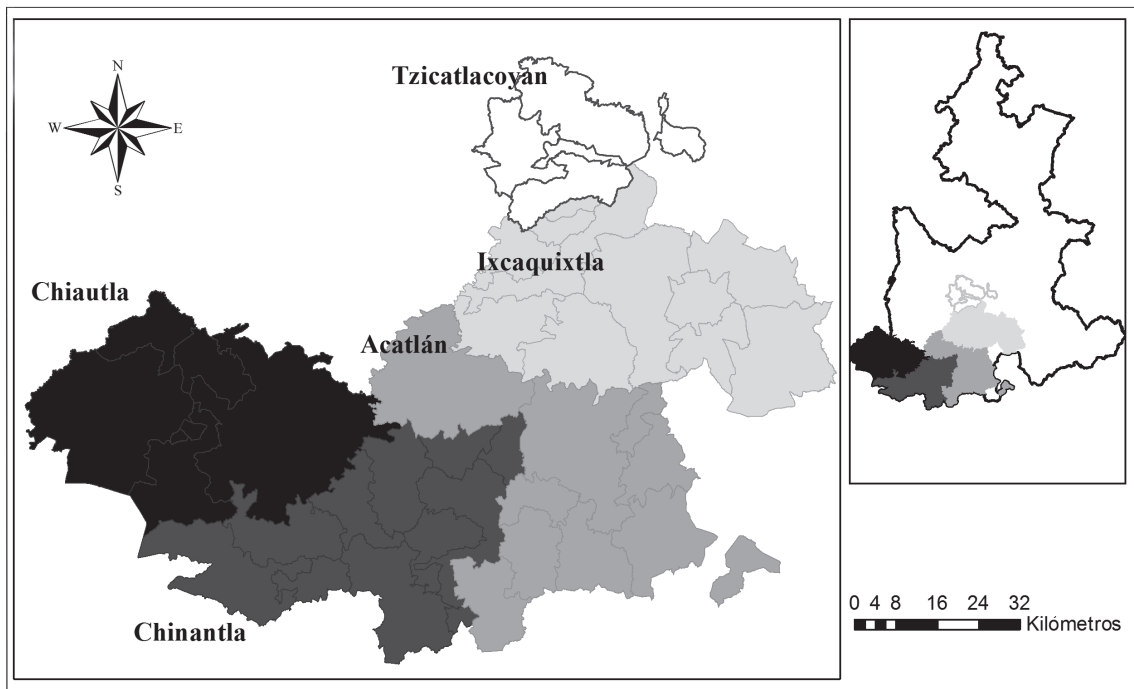 N
W E
S
Tzicatlacoyan
Ixcaquixtla
Chiautla
Acatlán
Chinantla
0 4 8 16 24 32
Kilómetros